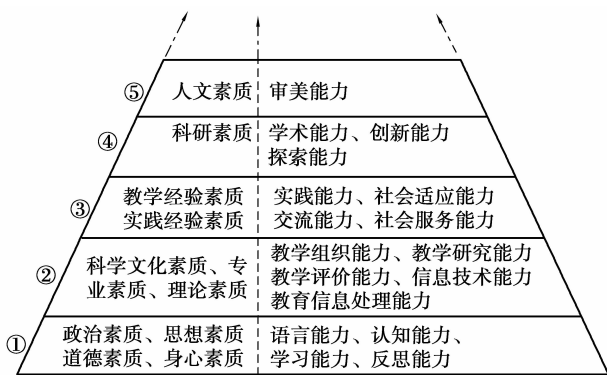 ⑤ 人文素质 审美能力
④ 科研素质 学术能力、创新能力
探索能力
③ 教学经验素质 实践能力、社会适应能力
实践经验素质 交流能力、社会服务能力
② 科学文化素质、专
业素质、理论素质
教学组织能力、教学研究能力
教学评价能力、信息技术能力
教育信息处理能力
① 政治素质、思想素质 语言能力、认知能力、
道德素质、身心素质 学习能力、反思能力